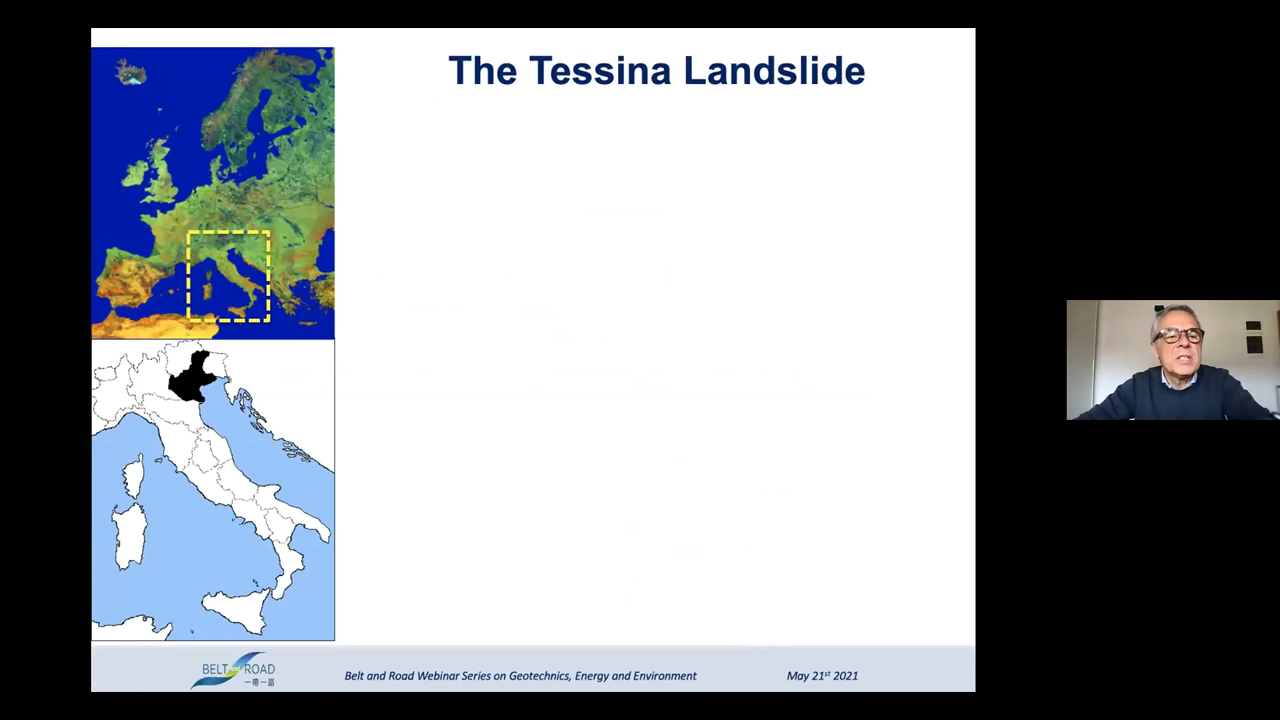 The Tessina Landslide
BELT AND ROAD
一帶一路
Belt and Road Webinar Series on Geotechnics, Energy and Environment
May 21st 2021